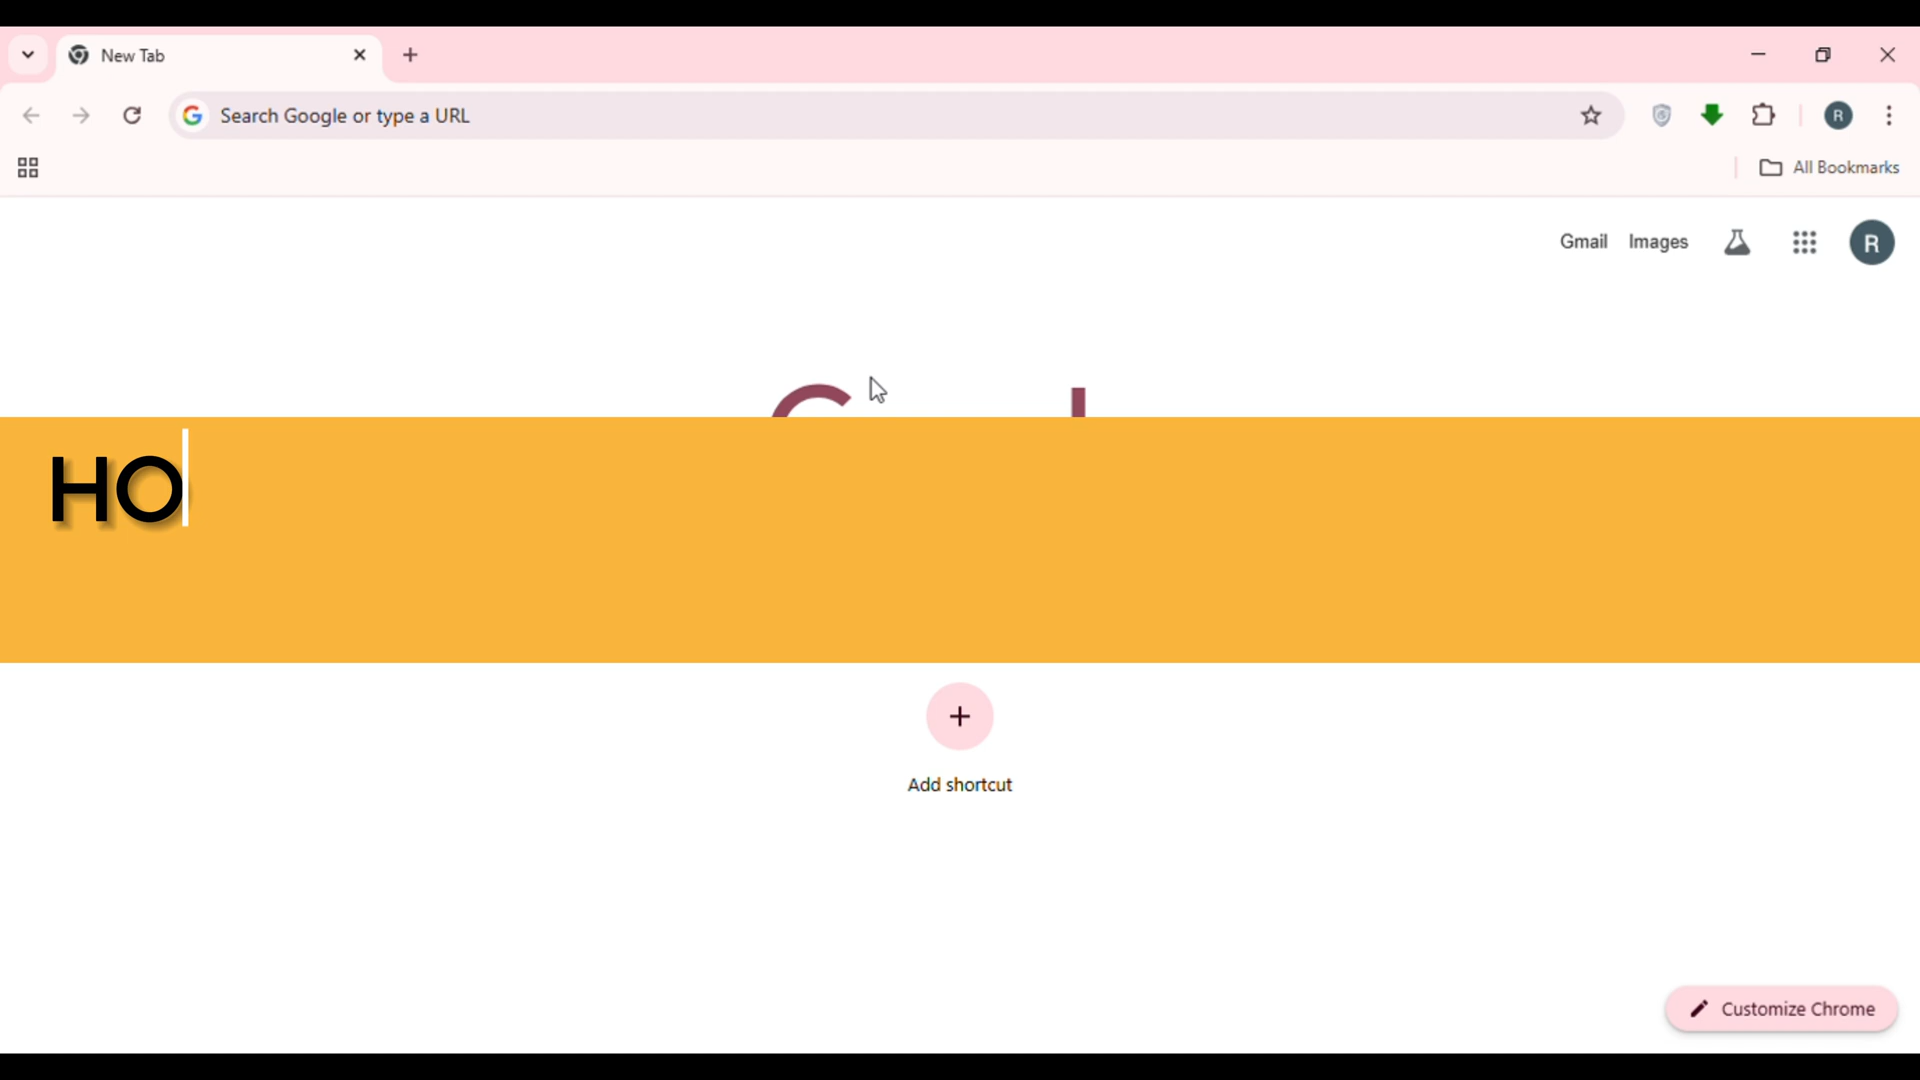 New Tab
Search Google or type a URL
R
All Bookmarks
Gmail Images
R
HO
Add shortcut
Customize Chrome